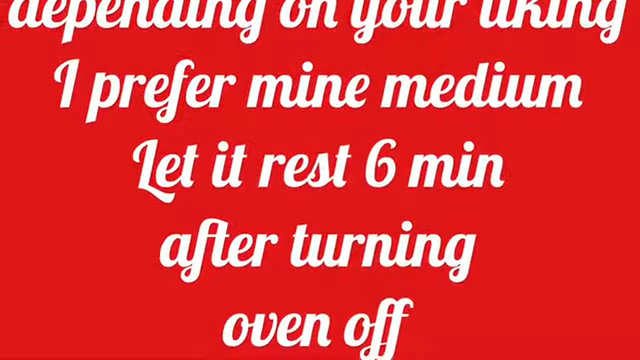 depending on your liking
I prefer mine medium
Let it rest 6 min
after turning
oven off